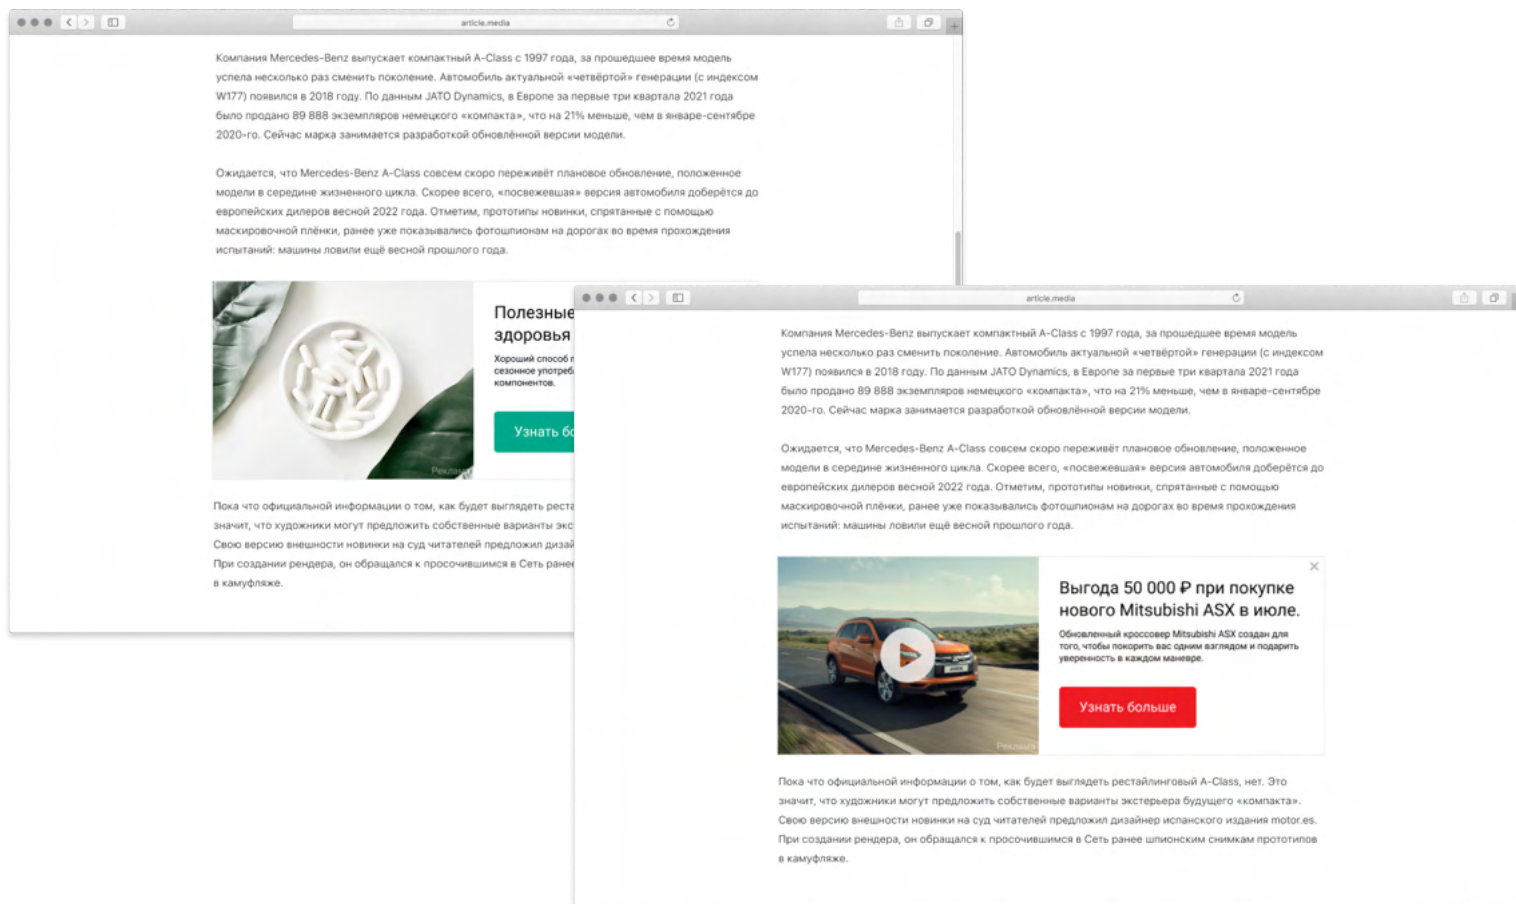 article.media
Компания Mercedes-Benz выпускает компактный A-Class с 1997 года, за прошедшее время модель
успела несколько раз сменить поколение. Автомобиль актуальной «четвёртой» генерации (с индексом
W177) появился в 2018 году. По данным JATO Dynamics, в Европе за первые три квартала 2021 года
было продано 89 888 экземпляров немецкого «компакта», что на 21% меньше, чем в январе-сентябре
2020-го. Сейчас марка занимается разработкой обновлённой версии модели.
Ожидается, что Mercedes-Benz A-Class совсем скоро переживёт плановое обновление, положенное
модели в середине жизненного цикла. Скорее всего, «посвежевшая» версия автомобиля доберётся до
европейских дилеров весной 2022 года. Отметим, прототипы новинки, спрятанные с помощью
маскировочной плёнки, ранее уже показывались фотошпионам на дорогах во время прохождения
испытаний: машины ловили ещё весной прошлого года.
Полезные
здоровья
Хороший способ п
сезонное употреб
компонентов.
Узнать бо
Реклама
Пока что официальной информации о том, как будет выглядеть реста
значит, что художники могут предложить собственные варианты экс
Свою версию внешности новинки на суд читателей предложил дизай
При создании рендера, он обращался к просочившимся в Сеть ранее
в камуфляже.
article.media
Компания Mercedes-Benz выпускает компактный A-Class с 1997 года, за прошедшее время модель
успела несколько раз сменить поколение. Автомобиль актуальной «четвёртой» генерации (с индексом
W177) появился в 2018 году. По данным JATO Dynamics, в Европе за первые три квартала 2021 года
было продано 89 888 экземпляров немецкого «компакта», что на 21% меньше, чем в январе-сентябре
2020-го. Сейчас марка занимается разработкой обновлённой версии модели.
Ожидается, что Mercedes-Benz A-Class совсем скоро переживёт плановое обновление, положенное
модели в середине жизненного цикла. Скорее всего, «посвежевшая» версия автомобиля доберётся до
европейских дилеров весной 2022 года. Отметим, прототипы новинки, спрятанные с помощью
маскировочной плёнки, ранее уже показывались фотошпионам на дорогах во время прохождения
испытаний: машины ловили ещё весной прошлого года.
Выгода 50 000 ₽ при покупке
нового Mitsubishi ASX в июле.
Обновленный кроссовер Mitsubishi ASX создан для
того, чтобы покорить вас одним взглядом и подарить
уверенность в каждом маневре.
Узнать больше
Реклама
Пока что официальной информации о том, как будет выглядеть рестайлинговый A-Class, нет. Это
значит, что художники могут предложить собственные варианты экстерьера будущего «компакта».
Свою версию внешности новинки на суд читателей предложил дизайнер испанского издания motor.es.
При создании рендера, он обращался к просочившимся в Сеть ранее шпионским снимкам прототипов
в камуфляже.